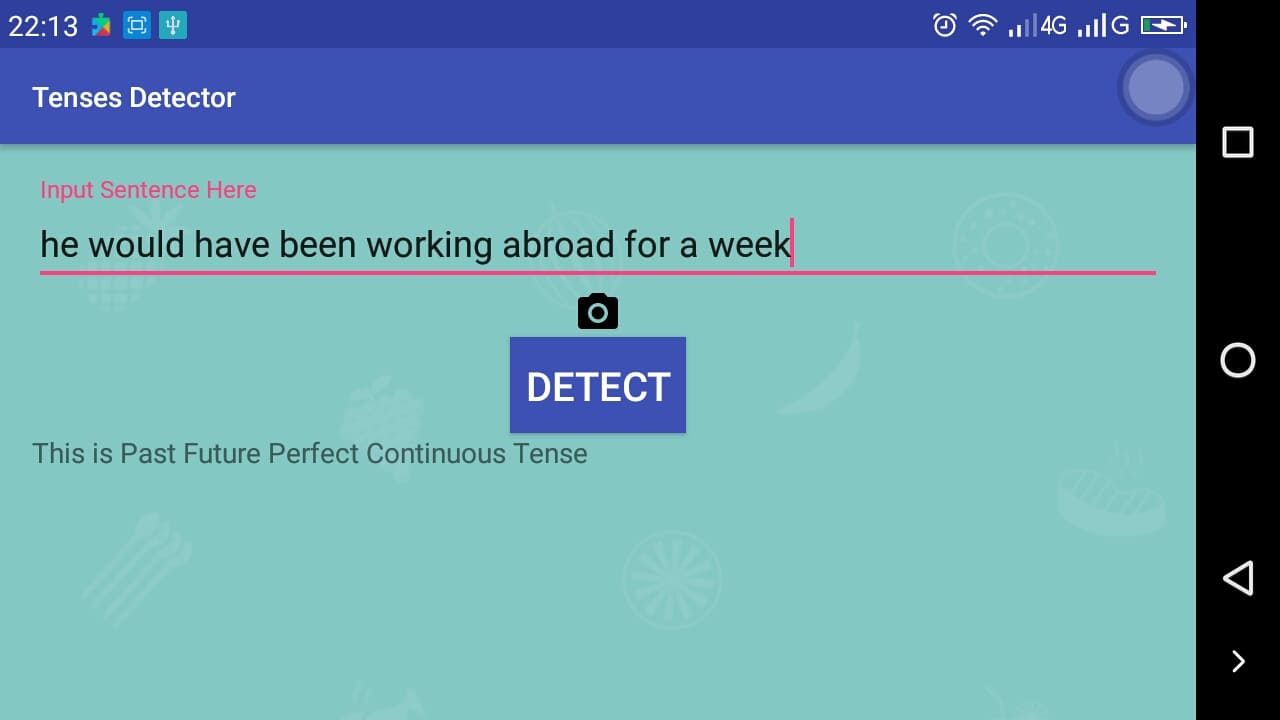 22:13 4G G
Tenses Detector
Input Sentence Here
he would have been working abroad for a week
DETECT
This is Past Future Perfect Continuous Tense